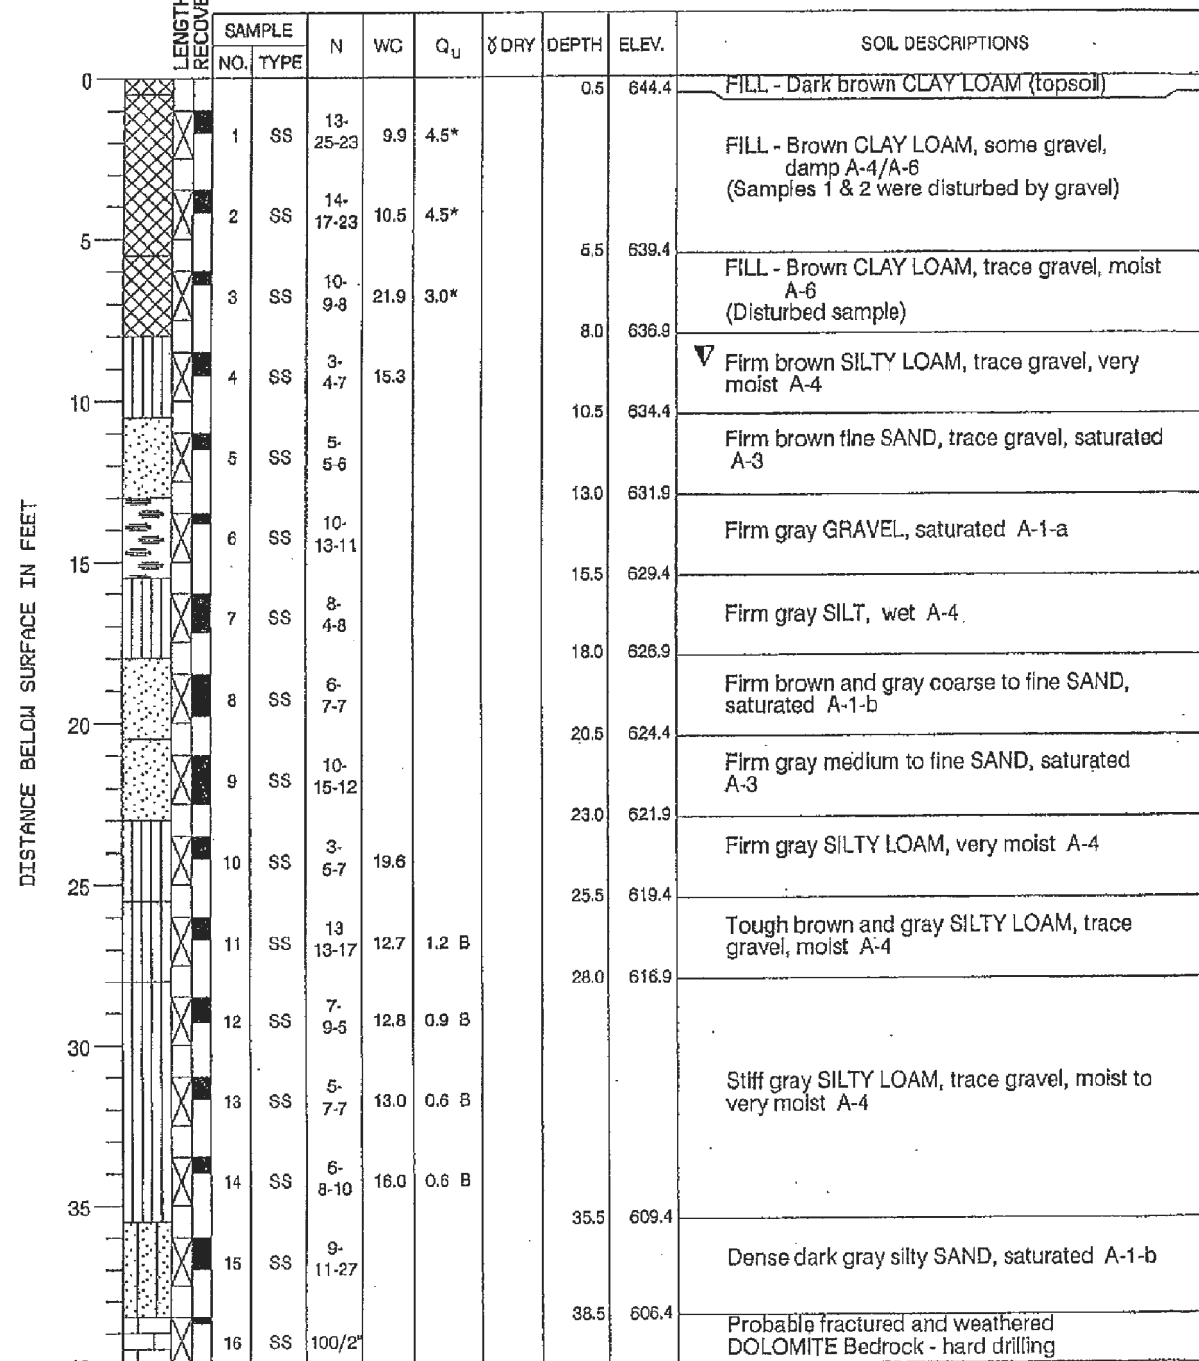 LENGTH
RECOVE
SAMPLE
NO. TYPE N WC Qu γ DRY DEPTH ELEV. SOIL DESCRIPTIONS
DISTANCE BELOW SURFACE IN FEET
0
0.5 644.4 FILL - Dark brown CLAY LOAM (topsoil)
1 SS 13-
25-23 9.9 4.5*
FILL - Brown CLAY LOAM, some gravel,
damp A-4/A-6
(Samples 1 & 2 were disturbed by gravel)
2 SS 14-
17-23 10.5 4.5*
5
5.5 639.4
3 SS 10-
9-8 21.9 3.0*
FILL - Brown CLAY LOAM, trace gravel, moist
A-6
(Disturbed sample)
8.0 636.9
4 SS 3-
4-7 15.3
Firm brown SILTY LOAM, trace gravel, very
moist A-4
10
10.5 634.4
5 SS 5-
5-6
Firm brown fine SAND, trace gravel, saturated
A-3
13.0 631.9
6 SS 10-
13-11
Firm gray GRAVEL, saturated A-1-a
15
15.5 629.4
7 SS 8-
4-8
Firm gray SILT, wet A-4
18.0 626.9
8 SS 6-
7-7
Firm brown and gray coarse to fine SAND,
saturated A-1-b
20
20.5 624.4
9 SS 10-
15-12
Firm gray medium to fine SAND, saturated
A-3
23.0 621.9
10 SS 3-
5-7 19.6
Firm gray SILTY LOAM, very moist A-4
25
25.5 619.4
11 SS 13
13-17 12.7 1.2 B
Tough brown and gray SILTY LOAM, trace
gravel, moist A-4
28.0 616.9
12 SS 7-
9-5 12.8 0.9 B
30
13 SS 5-
7-7 13.0 0.6 B
Stiff gray SILTY LOAM, trace gravel, moist to
very moist A-4
14 SS 6-
8-10 16.0 0.6 B
35
35.5 609.4
15 SS 9-
11-27
Dense dark gray silty SAND, saturated A-1-b
38.5 606.4
16 SS 100/2"
Probable fractured and weathered
DOLOMITE Bedrock - hard drilling